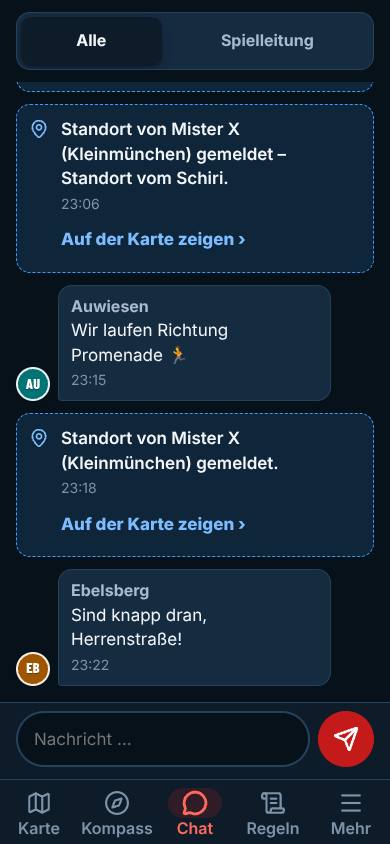 Alle
Spielleitung
Standort von Mister X
(Kleinmünchen) gemeldet –
Standort vom Schiri.
23:06
Auf der Karte zeigen ›
Auwiesen
Wir laufen Richtung
Promenade 🏃
23:15
AU
Standort von Mister X
(Kleinmünchen) gemeldet.
23:18
Auf der Karte zeigen ›
Ebelsberg
Sind knapp dran,
Herrenstraße!
23:22
EB
Nachricht ...
Karte
Kompass
Chat
Regeln
Mehr